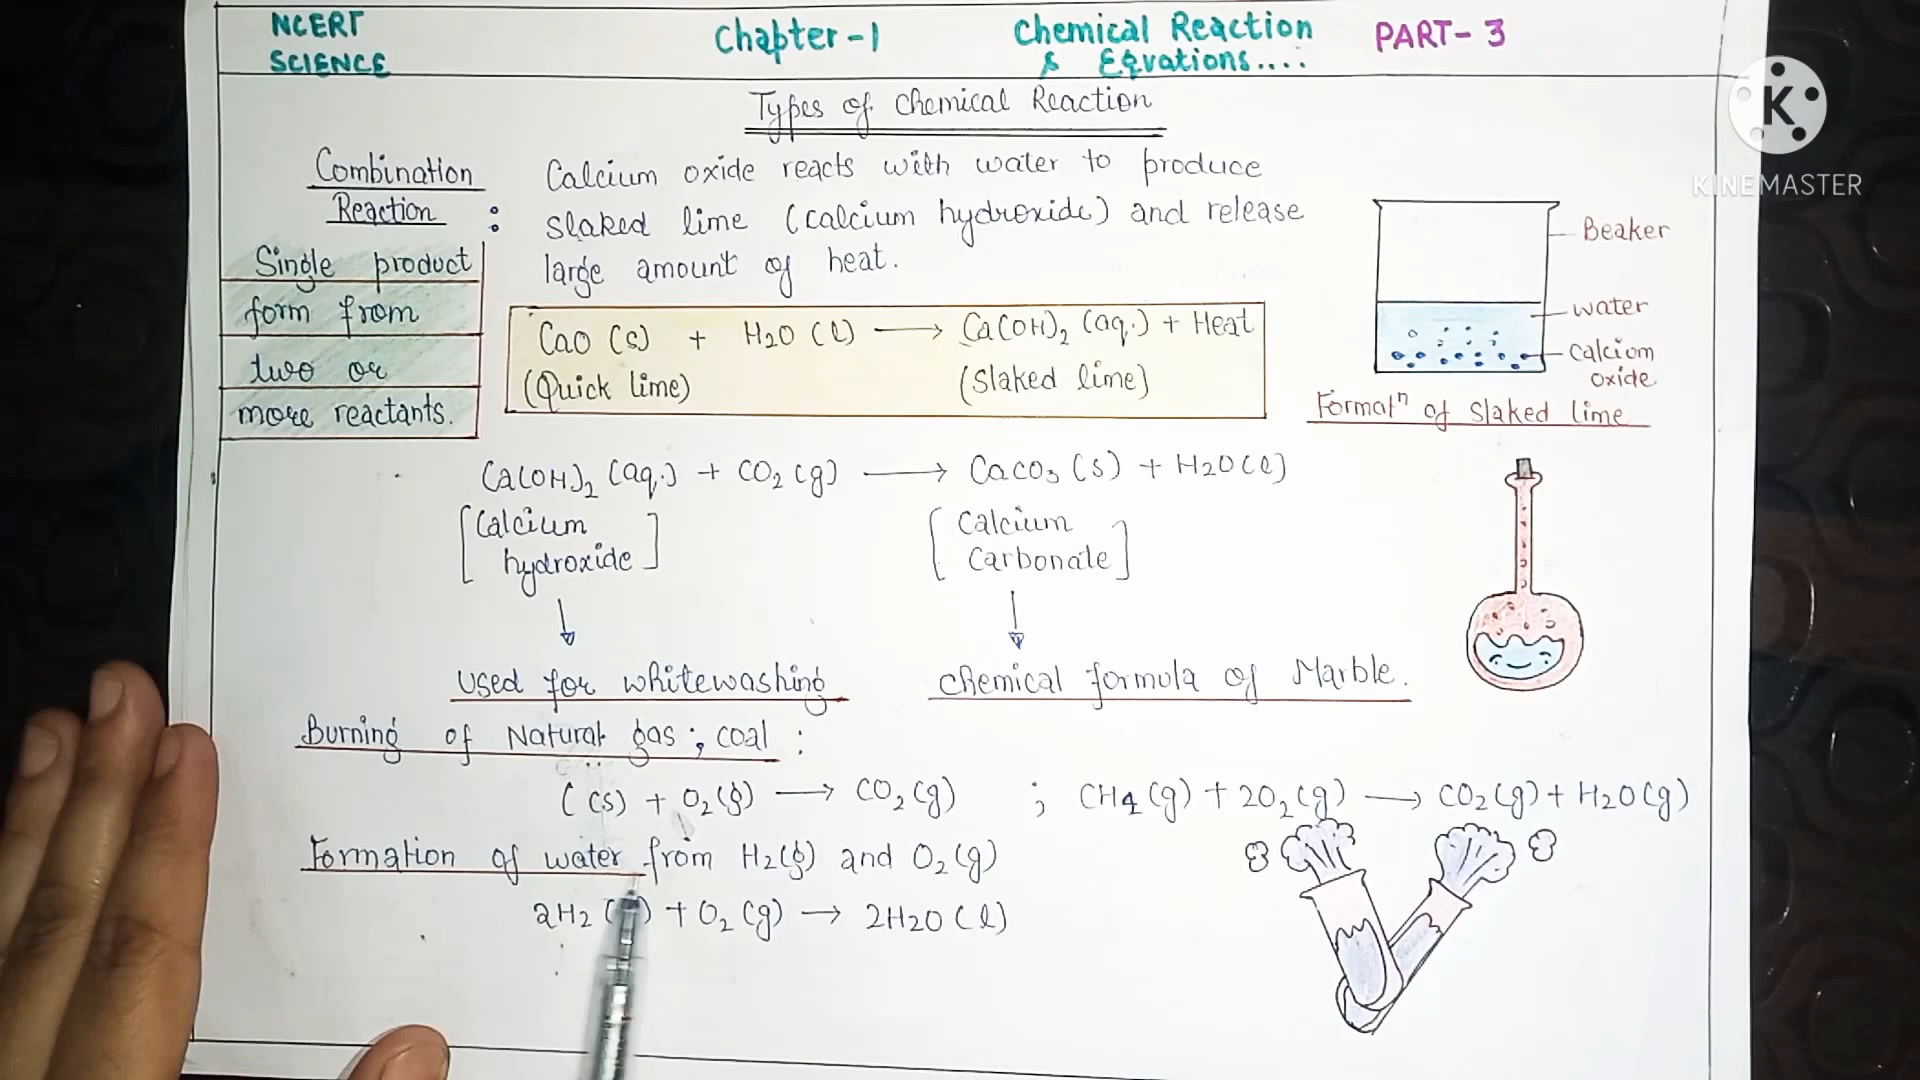 NCERT SCIENCE
Chapter-1
Chemical Reaction & Equations....
PART-3
KINEMASTER
Types of Chemical Reaction
Combination Reaction :
Calcium oxide reacts with water to produce
slaked lime (calcium hydroxide) and release
large amount of heat.
Single product
form from
two or
more reactants.
CaO (s) + H2O (l) ⟶ Ca(OH)₂ (aq.) + Heat
(Quick lime) (Slaked lime)
Beaker
water
Calcium oxide
Formatⁿ of slaked lime
Ca(OH)₂ (aq.) + CO₂ (g) ⟶ CaCO₃ (s) + H2O (l)
[Calcium hydroxide] [Calcium Carbonate]
used for whitewashing
Chemical formula of Marble.
Burning of Natural gas ; coal :
C (s) + O₂ (g) ⟶ CO₂ (g) ; CH4 (g) + 2O₂ (g) ⟶ CO₂ (g) + H2O (g)
Formation of water from H₂(g) and O₂ (g)
2H₂ ( ) + O₂ (g) → 2H2O (l)